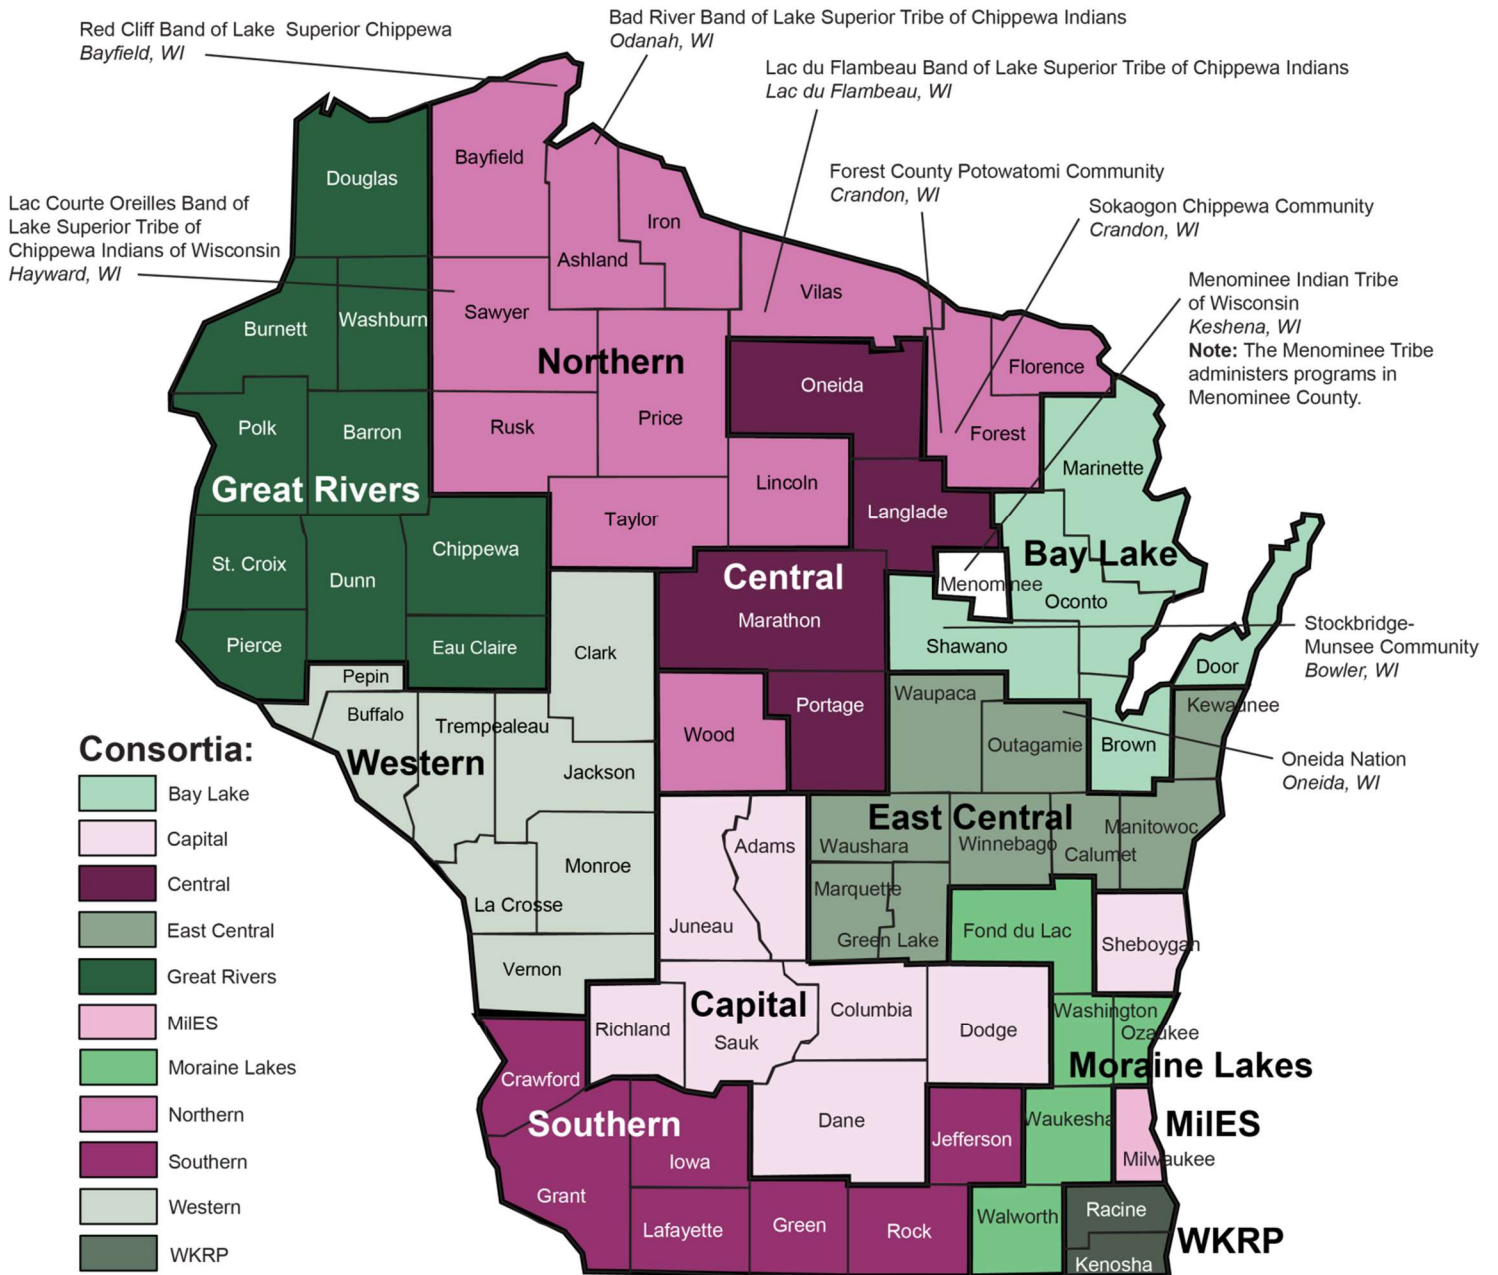 Red Cliff Band of Lake  Superior Chippewa
Bayfield, WI
Bad River Band of Lake Superior Tribe of Chippewa Indians
Odanah, WI
Lac du Flambeau Band of Lake Superior Tribe of Chippewa Indians
Lac du Flambeau, WI
Forest County Potowatomi Community
Crandon, WI
Sokaogon Chippewa Community
Crandon, WI
Lac Courte Oreilles Band of
Lake Superior Tribe of
Chippewa Indians of Wisconsin
Hayward, WI
Menominee Indian Tribe
of Wisconsin
Keshena, WI
Note: The Menominee Tribe
administers programs in
Menominee County.
Stockbridge-
Munsee Community
Bowler, WI
Oneida Nation
Oneida, WI
Douglas
Bayfield
Iron
Ashland
Vilas
Burnett
Washburn
Sawyer
Northern
Florence
Oneida
Polk
Barron
Rusk
Price
Forest
Marinette
Great Rivers
Lincoln
Taylor
Langlade
Chippewa
Bay Lake
St. Croix
Dunn
Central
Menominee
Oconto
Marathon
Pierce
Eau Claire
Clark
Shawano
Door
Pepin
Waupaca
Portage
Kewaunee
Buffalo
Trempealeau
Wood
Outagamie
Brown
Western
Jackson
East Central
Manitowoc
Adams
Waushara
Winnebago
Calumet
Monroe
Marquette
La Crosse
Juneau
Green Lake
Fond du Lac
Sheboygan
Vernon
Capital
Richland
Columbia
Washington
Dodge
Ozaukee
Sauk
Moraine Lakes
Crawford
Southern
Dane
Jefferson
Waukesha
MilES
Milwaukee
Iowa
Grant
Lafayette
Green
Rock
Walworth
Racine
WKRP
Kenosha
Consortia:
Bay Lake
Capital
Central
East Central
Great Rivers
MilES
Moraine Lakes
Northern
Southern
Western
WKRP